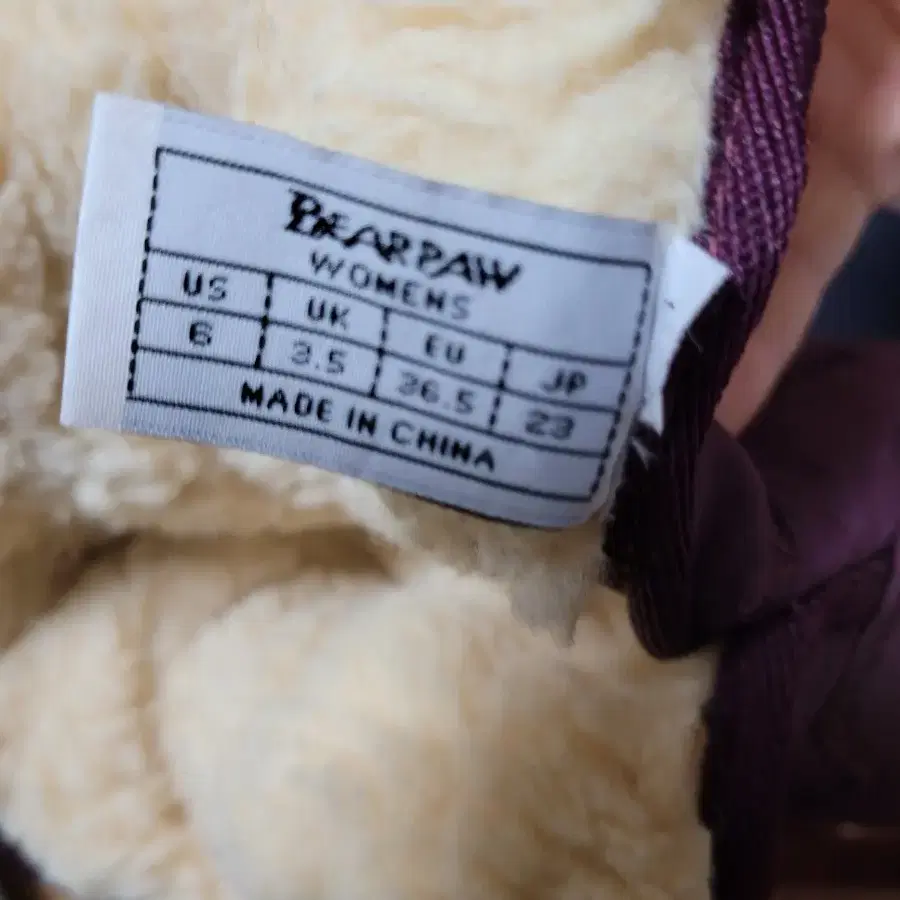 BEARPAW
WOMENS
US UK EU JP
6 3.5 36.5 23
MADE IN CHINA